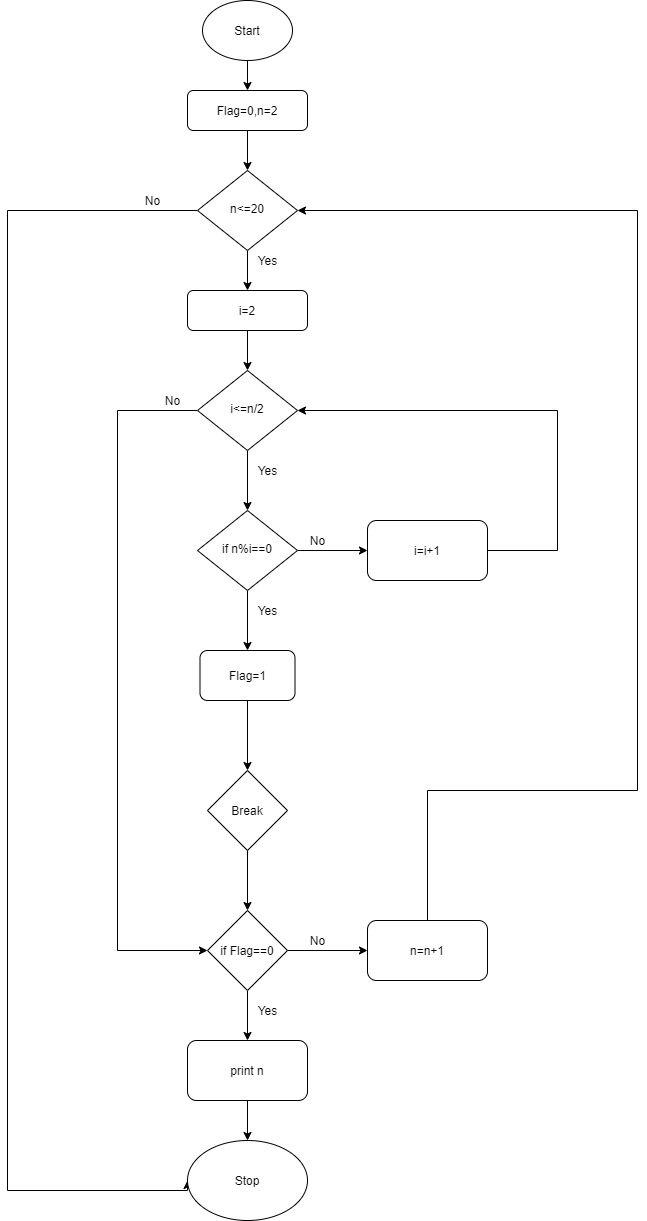 Start
Flag=0,n=2
No
n<=20
Yes
i=2
No
i<=n/2
Yes
if n%i==0
No
i=i+1
Yes
Flag=1
Break
if Flag==0
No
n=n+1
Yes
print n
Stop